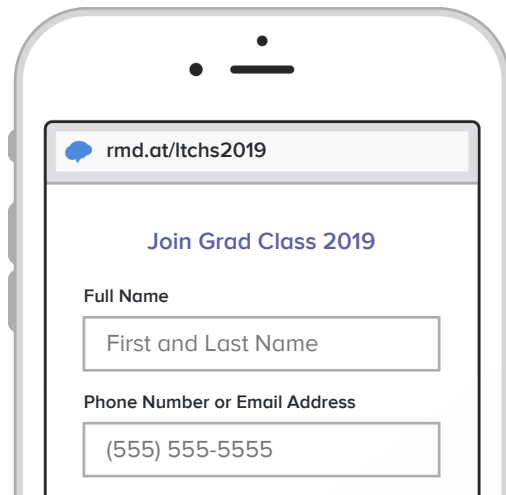 rmd.at/ltchs2019
Join Grad Class 2019
Full Name
First and Last Name
Phone Number or Email Address
(555) 555-5555